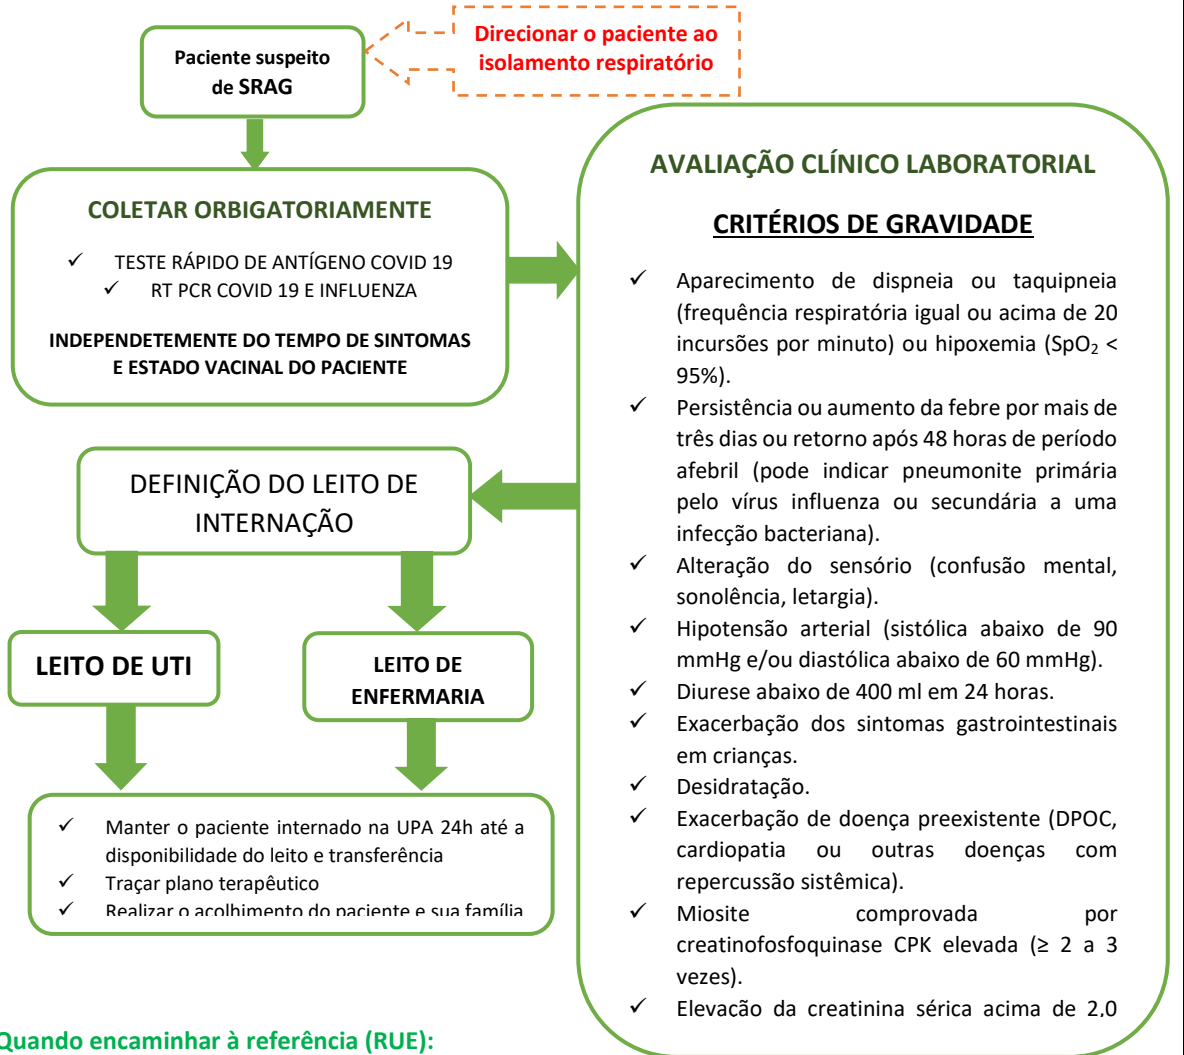 Direcionar o paciente ao
isolamento respiratório
Paciente suspeito
de SRAG
COLETAR ORBIGATORIAMENTE
✓ TESTE RÁPIDO DE ANTÍGENO COVID 19
✓ RT PCR COVID 19 E INFLUENZA
INDEPENDETEMENTE DO TEMPO DE SINTOMAS
E ESTADO VACINAL DO PACIENTE
AVALIAÇÃO CLÍNICO LABORATORIAL
CRITÉRIOS DE GRAVIDADE
✓ Aparecimento de dispneia ou taquipneia
(frequência respiratória igual ou acima de 20
incursões por minuto) ou hipoxemia (SpO₂ <
95%).
✓ Persistência ou aumento da febre por mais de
três dias ou retorno após 48 horas de período
afebril (pode indicar pneumonite primária
pelo vírus influenza ou secundária a uma
infecção bacteriana).
✓ Alteração do sensório (confusão mental,
sonolência, letargia).
✓ Hipotensão arterial (sistólica abaixo de 90
mmHg e/ou diastólica abaixo de 60 mmHg).
✓ Diurese abaixo de 400 ml em 24 horas.
✓ Exacerbação dos sintomas gastrointestinais
em crianças.
✓ Desidratação.
✓ Exacerbação de doença preexistente (DPOC,
cardiopatia ou outras doenças com
repercussão sistêmica).
✓ Miosite comprovada por
creatinofosfoquinase CPK elevada (≥ 2 a 3
vezes).
✓ Elevação da creatinina sérica acima de 2,0
DEFINIÇÃO DO LEITO DE
INTERNAÇÃO
LEITO DE UTI
LEITO DE
ENFERMARIA
✓ Manter o paciente internado na UPA 24h até a
disponibilidade do leito e transferência
✓ Traçar plano terapêutico
✓ Realizar o acolhimento do paciente e sua família
Quando encaminhar à referência (RUE):